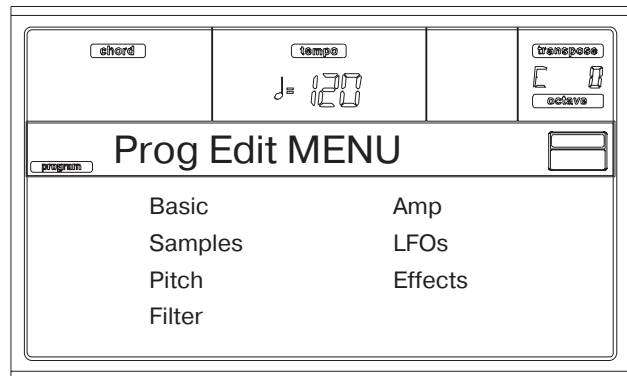 chord
tempo
transpose
♩= 120
C 0
octave
program
Prog Edit MENU
Basic
Amp
Samples
LFOs
Pitch
Effects
Filter